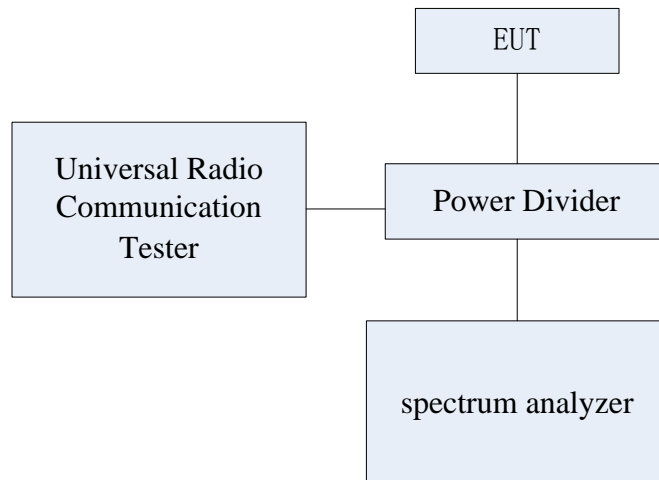 EUT
Universal Radio
Communication
Tester
Power Divider
spectrum analyzer